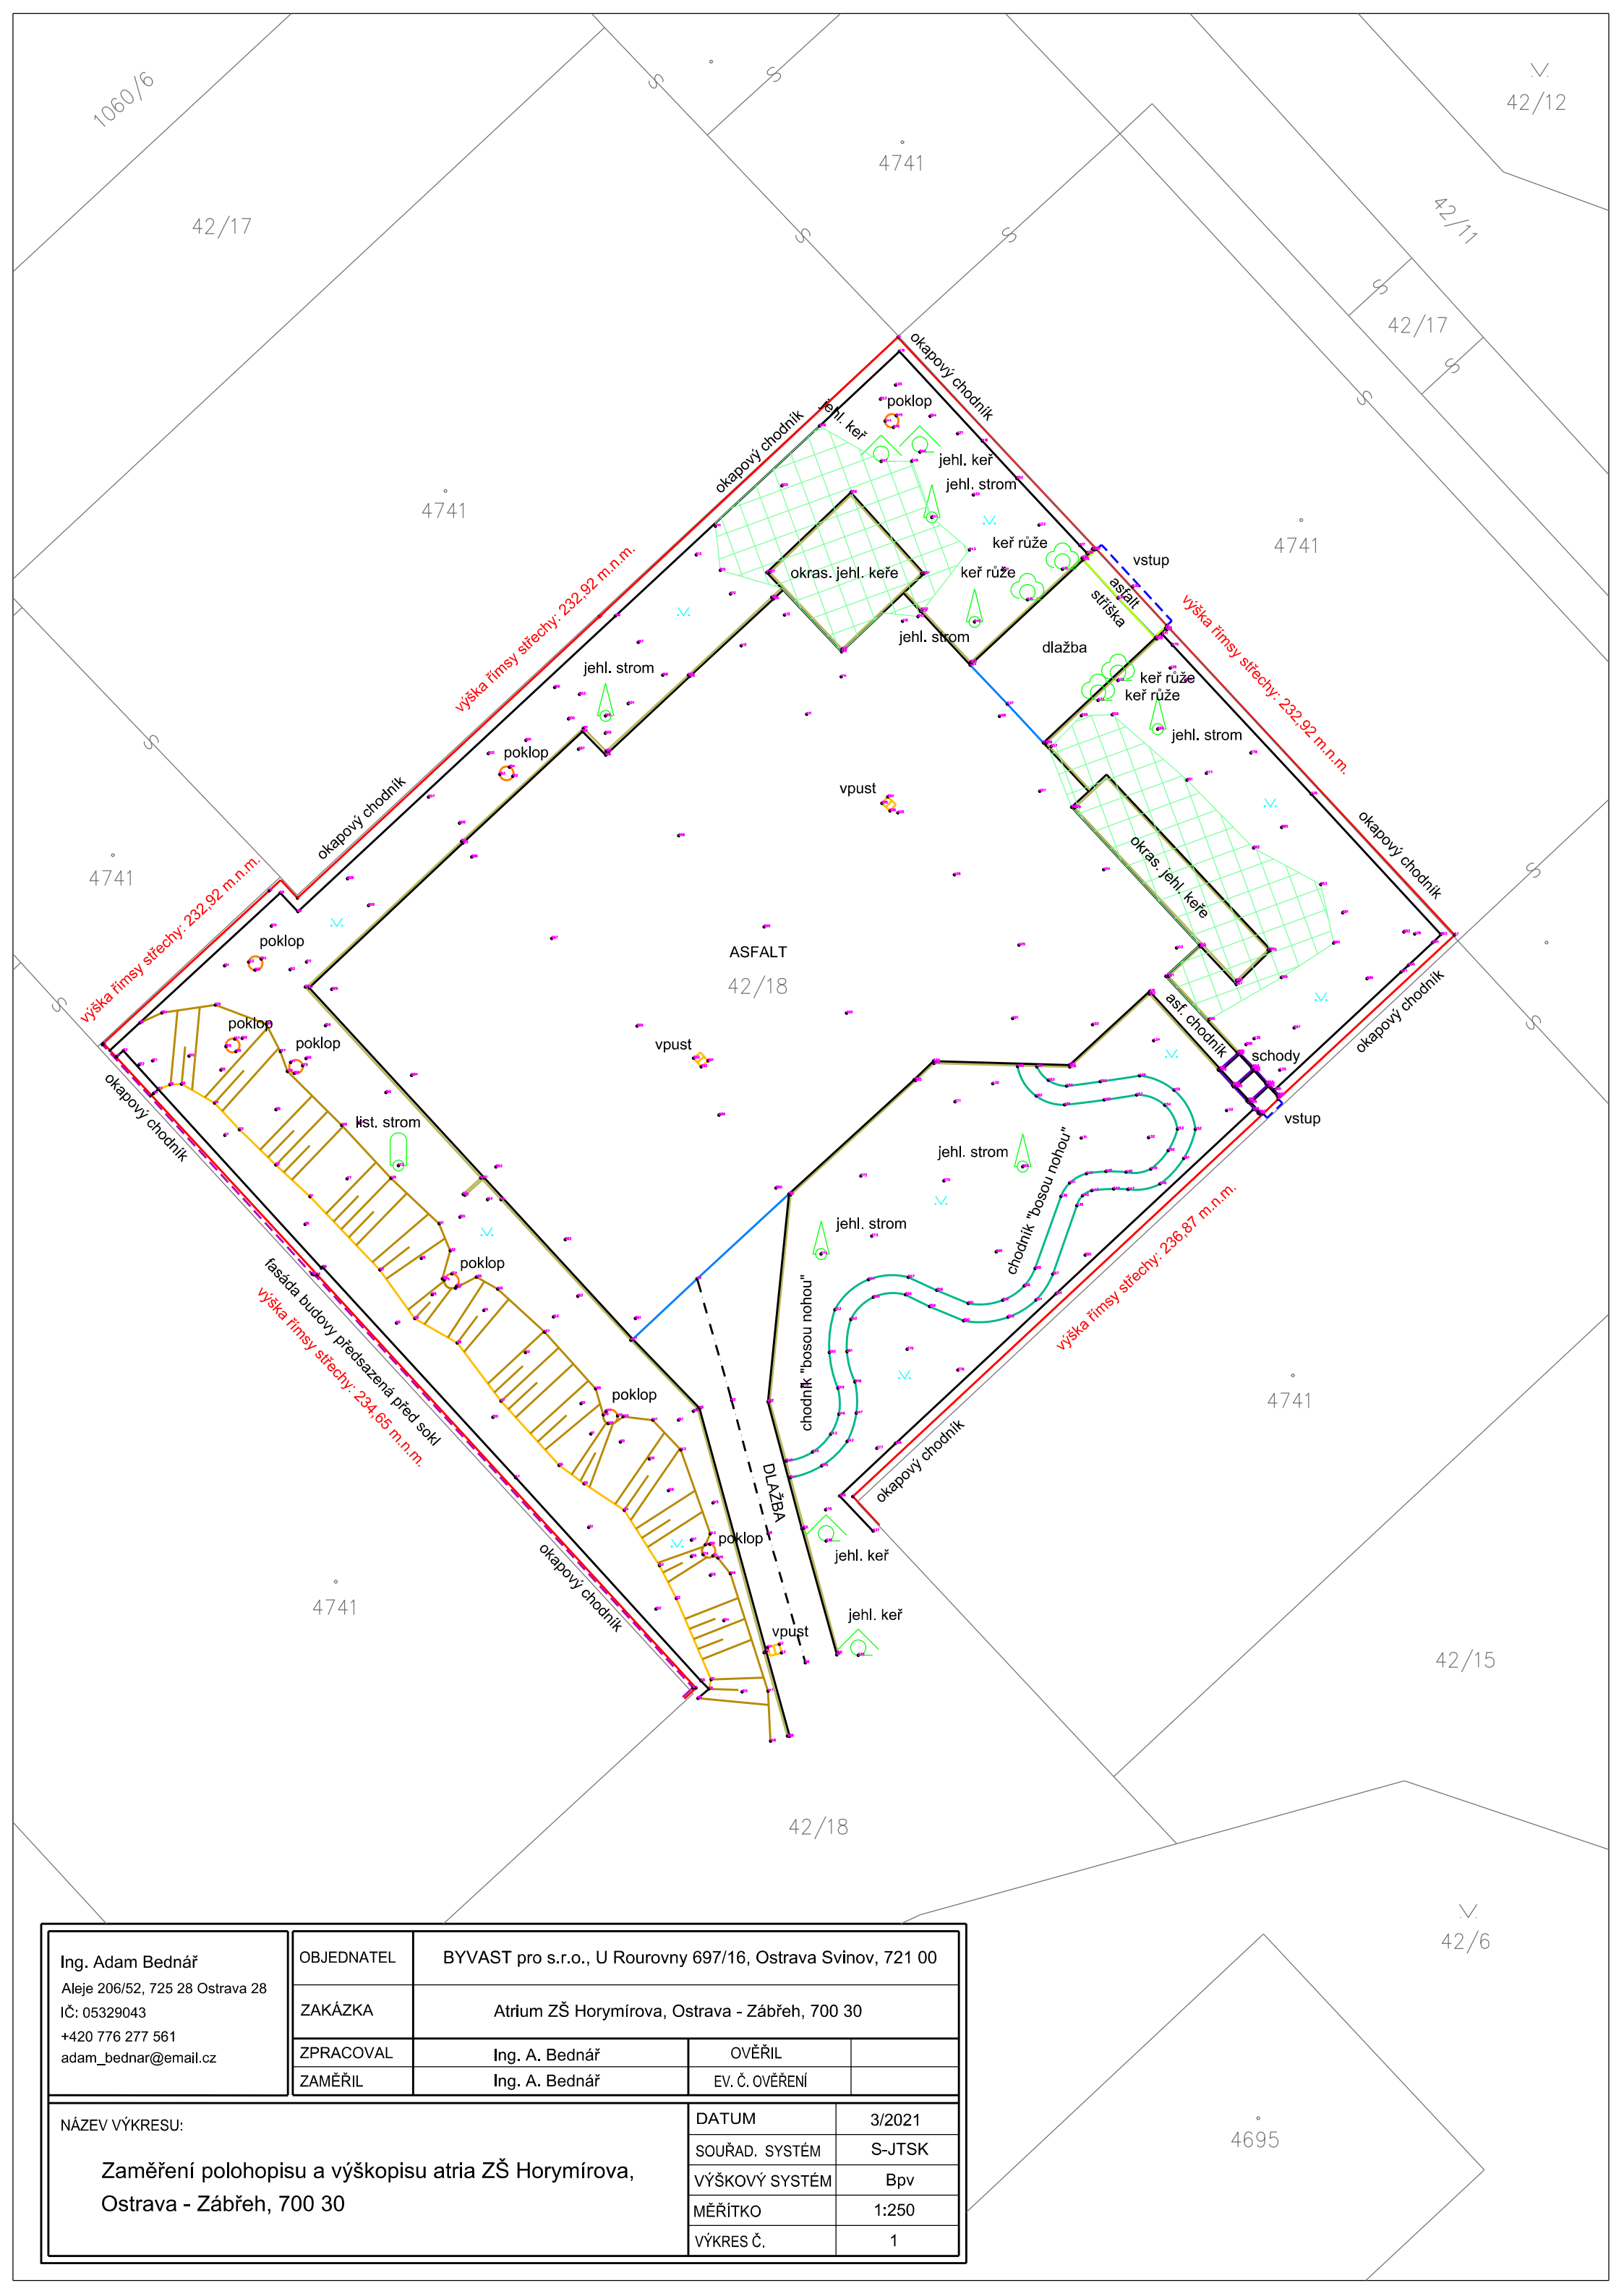 1060/6
42/12
4741
42/17
42/11
42/17
okapový chodník
poklop
jehl. keř
okapový chodník
jehl. keř
jehl. strom
4741
4741
keř růže
vstup
okras. jehl. keře
keř růže
asfalt
stříška
výška římsy střechy: 232,92 m.n.m.
výška římsy střechy: 232,92 m.n.m.
jehl. strom
dlažba
jehl. strom
keř růže
keř růže
jehl. strom
poklop
vpust
okapový chodník
okapový chodník
4741
okras. jehl. keře
výška římsy střechy: 232,92 m.n.m.
poklop
ASFALT
42/18
okapový chodník
asf. chodník
poklop
poklop
vpust
schody
okapový chodník
list. strom
vstup
jehl. strom
chodník "bosou nohou"
jehl. strom
poklop
fasáda budovy předsazená před sokl
výška římsy střechy: 234,65 m.n.m.
výška římsy střechy: 236,87 m.n.m.
chodník "bosou nohou"
poklop
4741
okapový chodník
DLAŽBA
poklop
jehl. keř
okapový chodník
4741
jehl. keř
vpust
42/15
42/18
42/6
4695
Ing. Adam Bednář
Aleje 206/52, 725 28 Ostrava 28
IČ: 05329043
+420 776 277 561
adam_bednar@email.cz
OBJEDNATEL BYVAST pro s.r.o., U Rourovny 697/16, Ostrava Svinov, 721 00
ZAKÁZKA Atrium ZŠ Horymírova, Ostrava - Zábřeh, 700 30
ZPRACOVAL Ing. A. Bednář OVĚŘIL
ZAMĚŘIL Ing. A. Bednář EV. Č. OVĚŘENÍ
NÁZEV VÝKRESU:
Zaměření polohopisu a výškopisu atria ZŠ Horymírova,
Ostrava - Zábřeh, 700 30
DATUM 3/2021
SOUŘAD. SYSTÉM S-JTSK
VÝŠKOVÝ SYSTÉM Bpv
MĚŘÍTKO 1:250
VÝKRES Č. 1